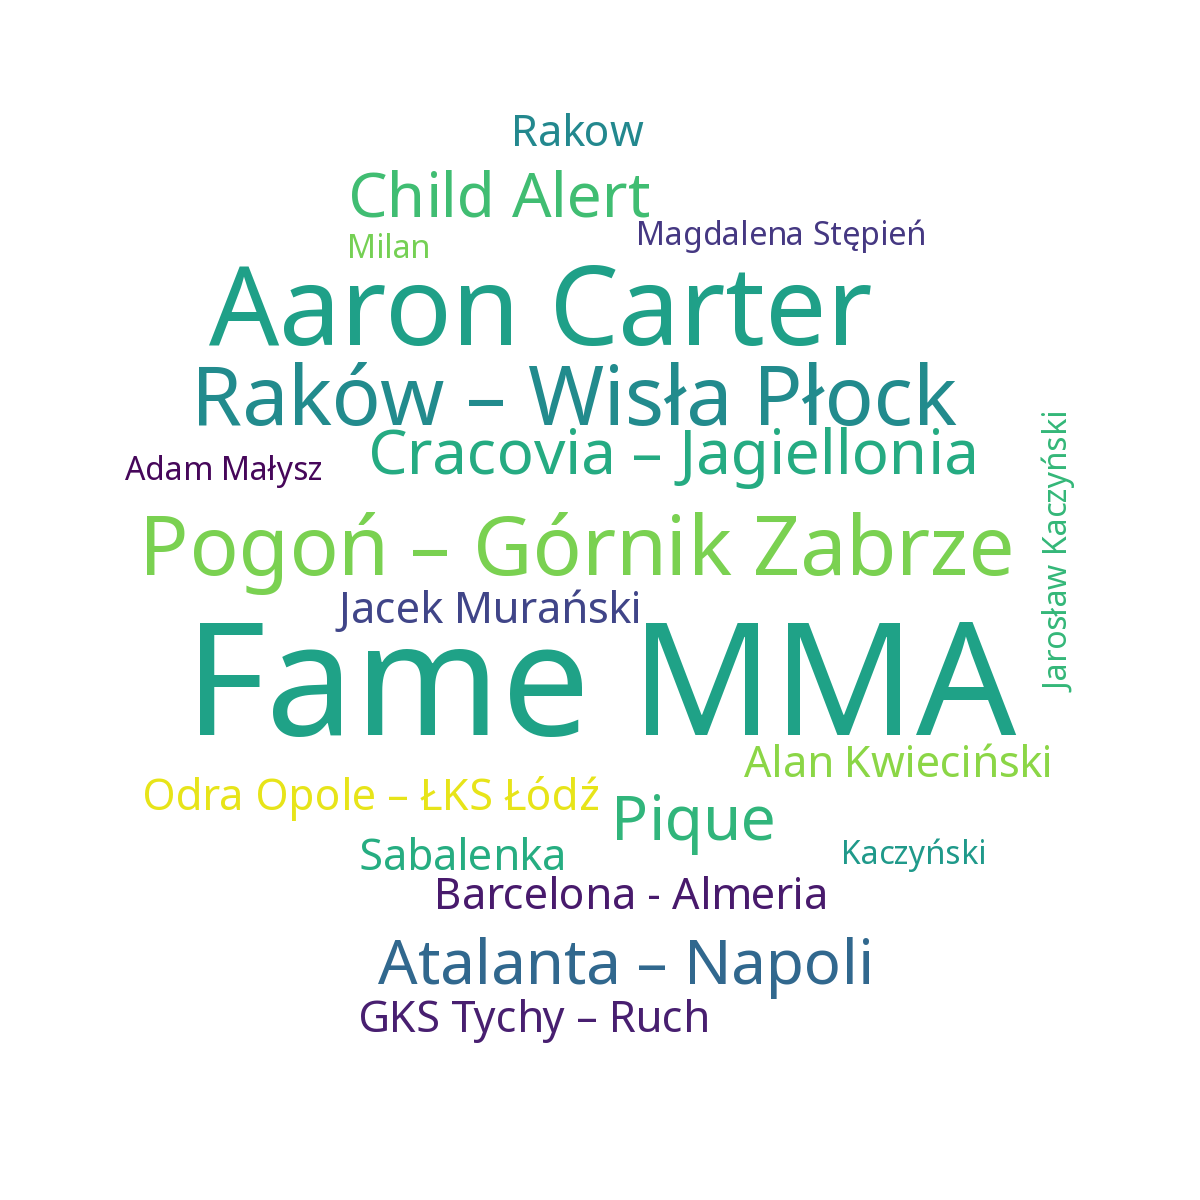 Rakow
Child Alert
Magdalena Stępień
Milan
Aaron Carter
Raków – Wisła Płock
Cracovia – Jagiellonia
Adam Małysz
Jarosław Kaczyński
Pogoń – Górnik Zabrze
Jacek Murański
Fame MMA
Alan Kwieciński
Odra Opole – ŁKS Łódź
Pique
Sabalenka
Kaczyński
Barcelona - Almeria
Atalanta – Napoli
GKS Tychy – Ruch